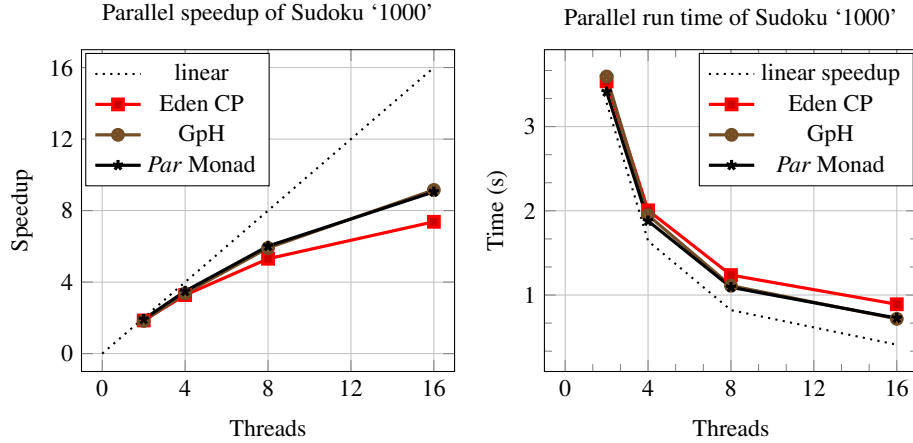 Parallel speedup of Sudoku ‘1000’
16
12
8
4
0
Speedup
linear
Eden CP
GpH
Par Monad
0 4 8 12 16
Threads
Parallel run time of Sudoku ‘1000’
3
2
1
Time (s)
linear speedup
Eden CP
GpH
Par Monad
0 4 8 12 16
Threads